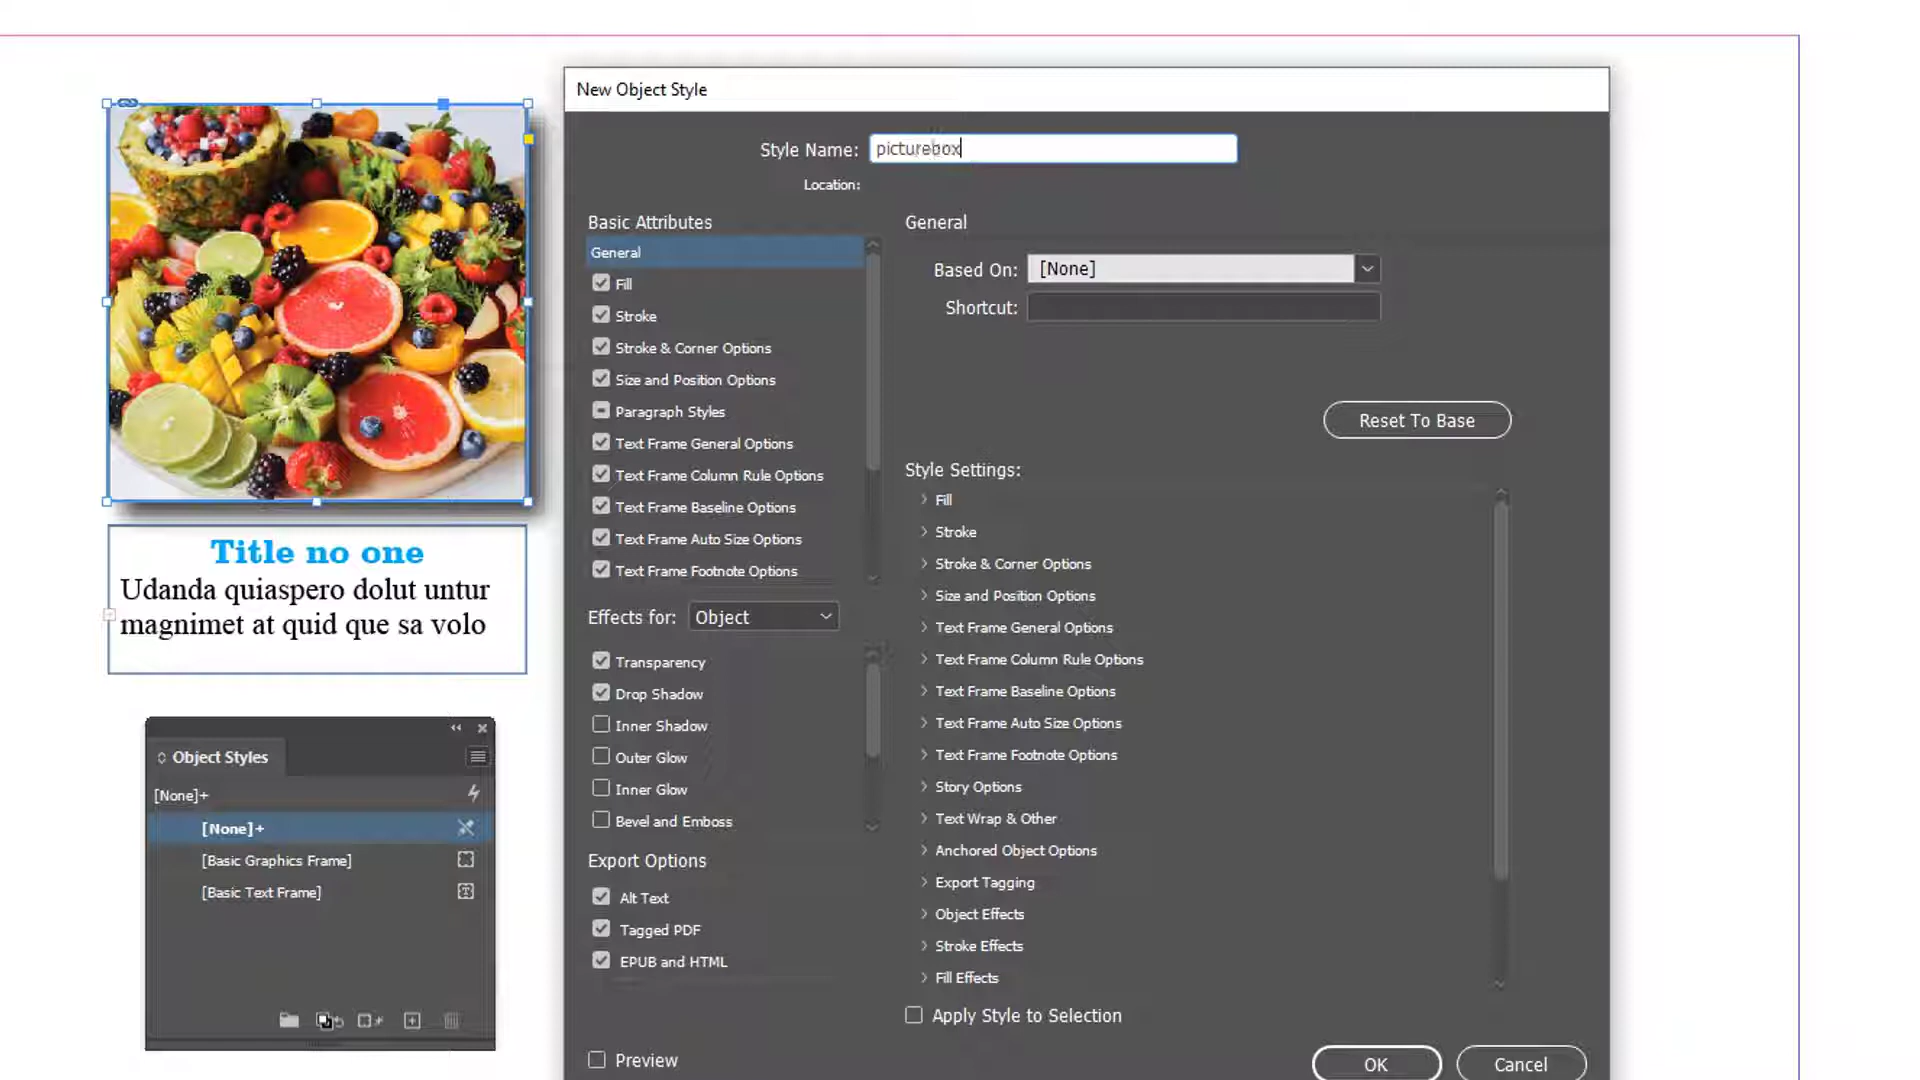 New Object Style
Style Name: picturebox
Location:
Basic Attributes
General
Fill
Stroke
Stroke & Corner Options
Size and Position Options
Paragraph Styles
Text Frame General Options
Text Frame Column Rule Options
Text Frame Baseline Options
Text Frame Auto Size Options
Text Frame Footnote Options
Effects for: Object
Transparency
Drop Shadow
Inner Shadow
Outer Glow
Inner Glow
Bevel and Emboss
Export Options
Alt Text
Tagged PDF
EPUB and HTML
Preview
General
Based On: [None]
Shortcut:
Reset To Base
Style Settings:
Fill
Stroke
Stroke & Corner Options
Size and Position Options
Text Frame General Options
Text Frame Column Rule Options
Text Frame Baseline Options
Text Frame Auto Size Options
Text Frame Footnote Options
Story Options
Text Wrap & Other
Anchored Object Options
Export Tagging
Object Effects
Stroke Effects
Fill Effects
Apply Style to Selection
OK
Cancel
Title no one
Udanda quiaspero dolut untur
magnimet at quid que sa volo
Object Styles
[None]+
[None]+
[Basic Graphics Frame]
[Basic Text Frame]